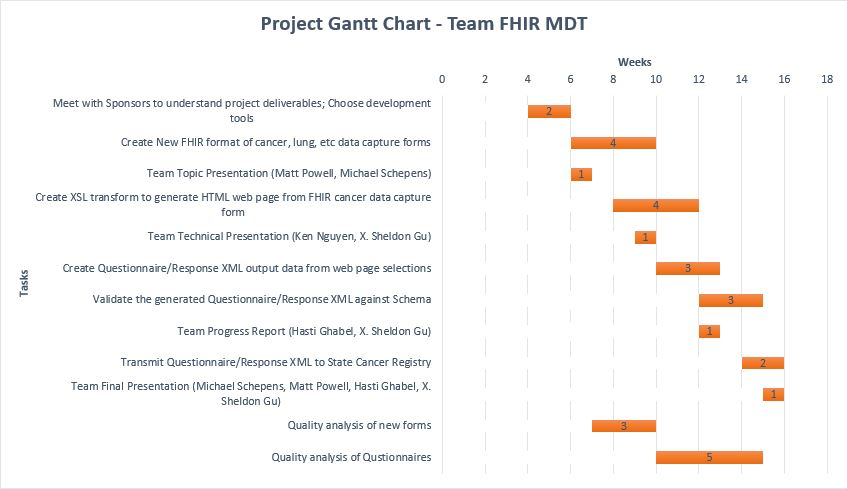 Project Gantt Chart - Team FHIR MDT
Weeks
0 2 4 6 8 10 12 14 16 18
Tasks
Meet with Sponsors to understand project deliverables; Choose development
tools
2
Create New FHIR format of cancer, lung, etc data capture forms
4
Team Topic Presentation (Matt Powell, Michael Schepens)
1
Create XSL transform to generate HTML web page from FHIR cancer data capture
form
4
Team Technical Presentation (Ken Nguyen, X. Sheldon Gu)
1
Create Questionnaire/Response XML output data from web page selections
3
Validate the generated Questionnaire/Response XML against Schema
3
Team Progress Report (Hasti Ghabel, X. Sheldon Gu)
1
Transmit Questionnaire/Response XML to State Cancer Registry
2
Team Final Presentation (Michael Schepens, Matt Powell, Hasti Ghabel, X.
Sheldon Gu)
1
Quality analysis of new forms
3
Quality analysis of Qustionnaires
5